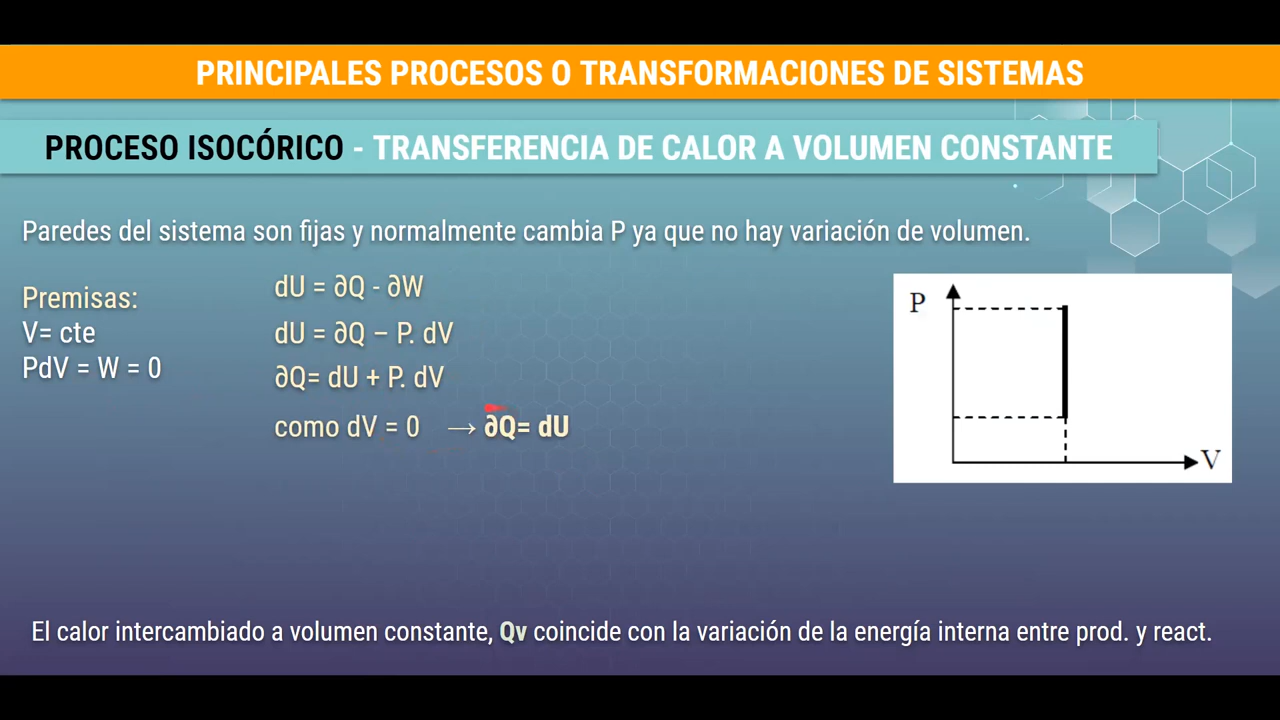 PRINCIPALES PROCESOS O TRANSFORMACIONES DE SISTEMAS
PROCESO ISOCÓRICO - TRANSFERENCIA DE CALOR A VOLUMEN CONSTANTE
Paredes del sistema son fijas y normalmente cambia P ya que no hay variación de volumen.
Premisas:
V= cte
PdV = W = 0
dU = ∂Q - ∂W
dU = ∂Q – P. dV
∂Q= dU + P. dV
como dV = 0 → ∂Q= dU
P
V
El calor intercambiado a volumen constante, Qv coincide con la variación de la energía interna entre prod. y react.